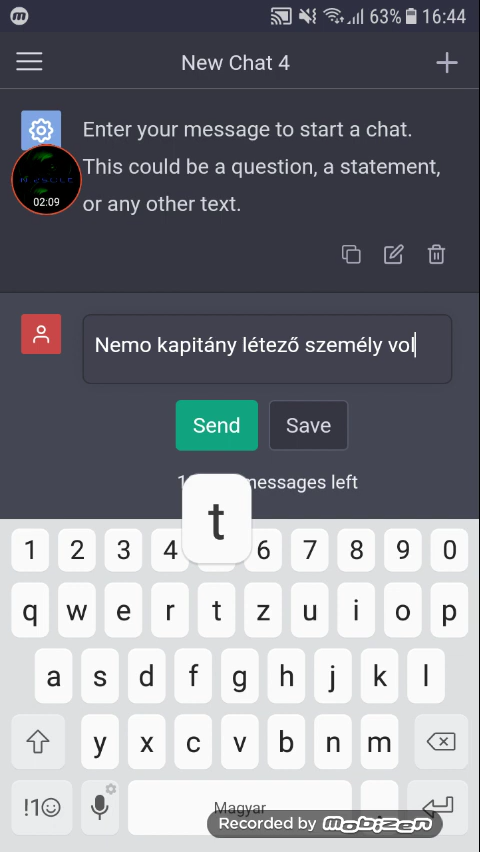 63% 16:44
New Chat 4
Enter your message to start a chat.
This could be a question, a statement,
or any other text.
02:09
Nemo kapitány létező személy vol
Send Save
messages left
t
1 2 3 4 6 7 8 9 0
q w e r t z u i o p
a s d f g h j k l
y x c v b n m
!1☺ Magyar .
Recorded by mobizen